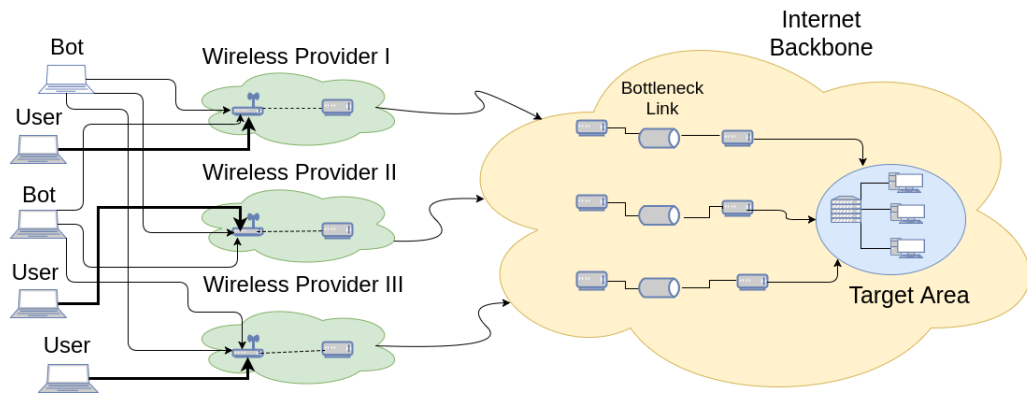 Bot
User
Bot
User
User
Wireless Provider I
Wireless Provider II
Wireless Provider III
Internet
Backbone
Bottleneck
Link
Target Area